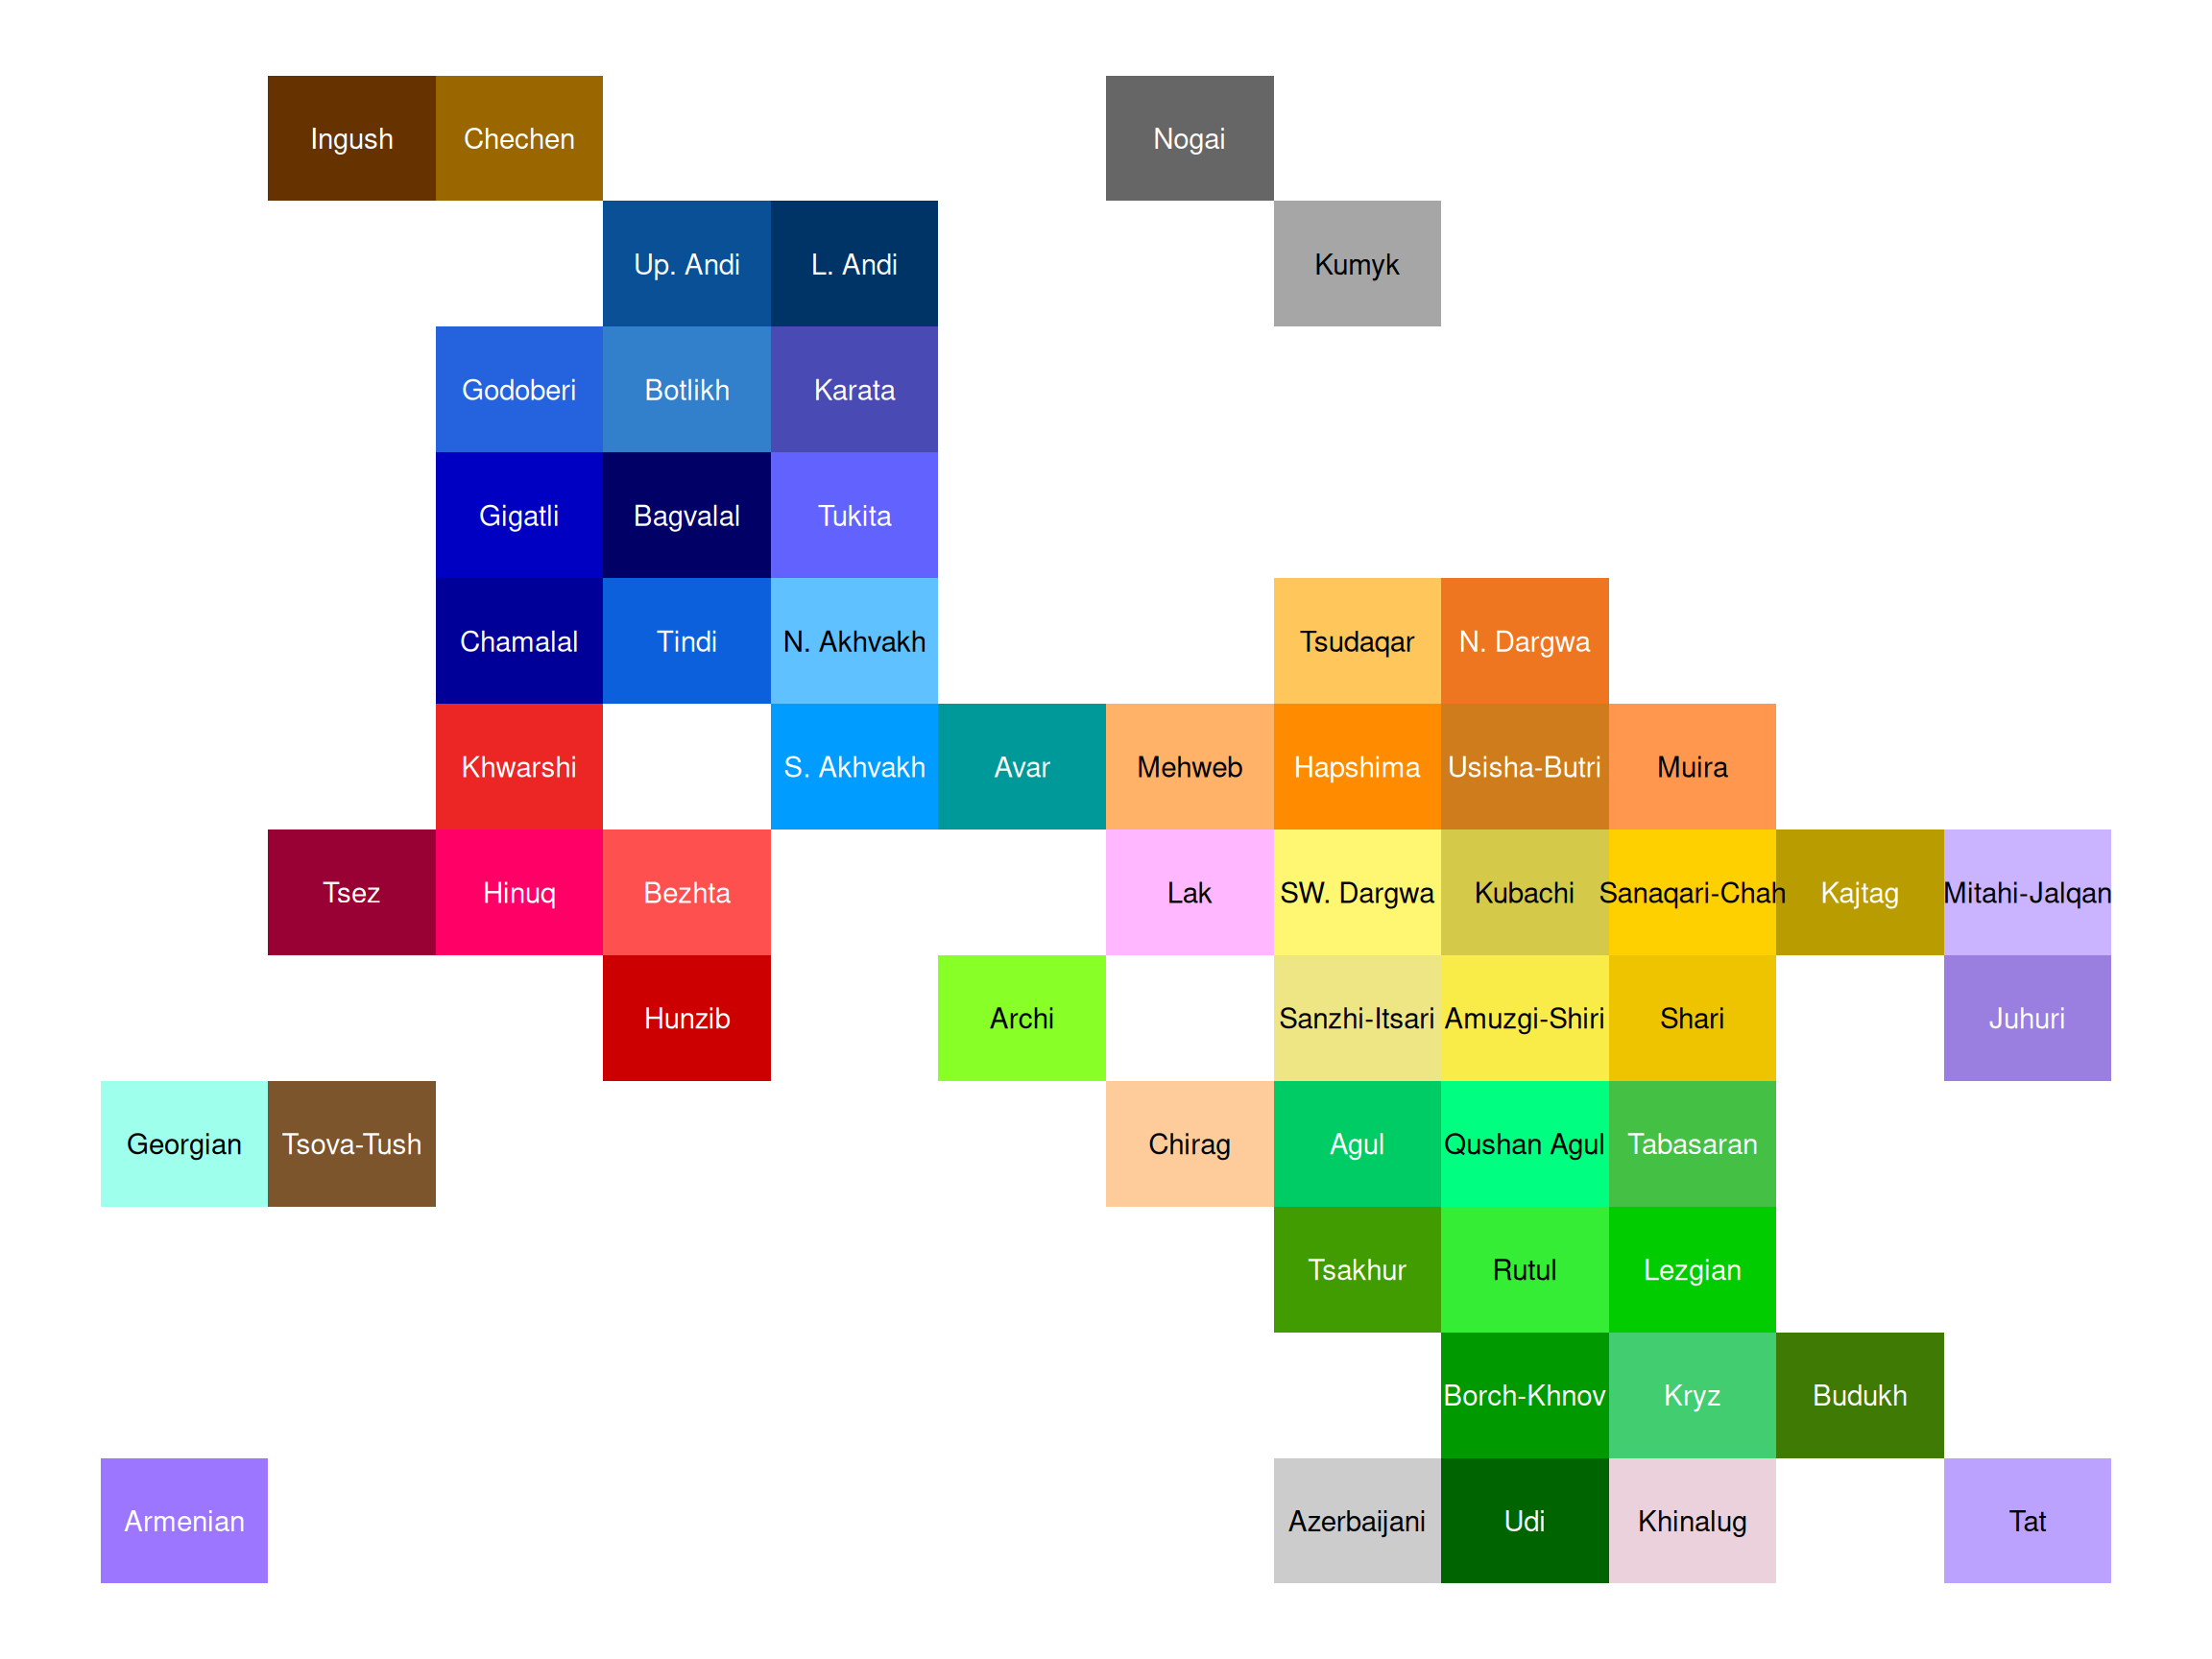 Ingush Chechen Nogai
Up. Andi L. Andi Kumyk
Godoberi Botlikh Karata
Gigatli Bagvalal Tukita
Chamalal Tindi N. Akhvakh Tsudaqar N. Dargwa
Khwarshi S. Akhvakh Avar Mehweb Hapshima Usisha-Butri Muira
Tsez Hinuq Bezhta Lak SW. Dargwa Kubachi Sanaqari-Chah Kajtag Mitahi-Jalqan
Hunzib Archi Sanzhi-Itsari Amuzgi-Shiri Shari Juhuri
Georgian Tsova-Tush Chirag Agul Qushan Agul Tabasaran
Tsakhur Rutul Lezgian
Borch-Khnov Kryz Budukh
Armenian Azerbaijani Udi Khinalug Tat